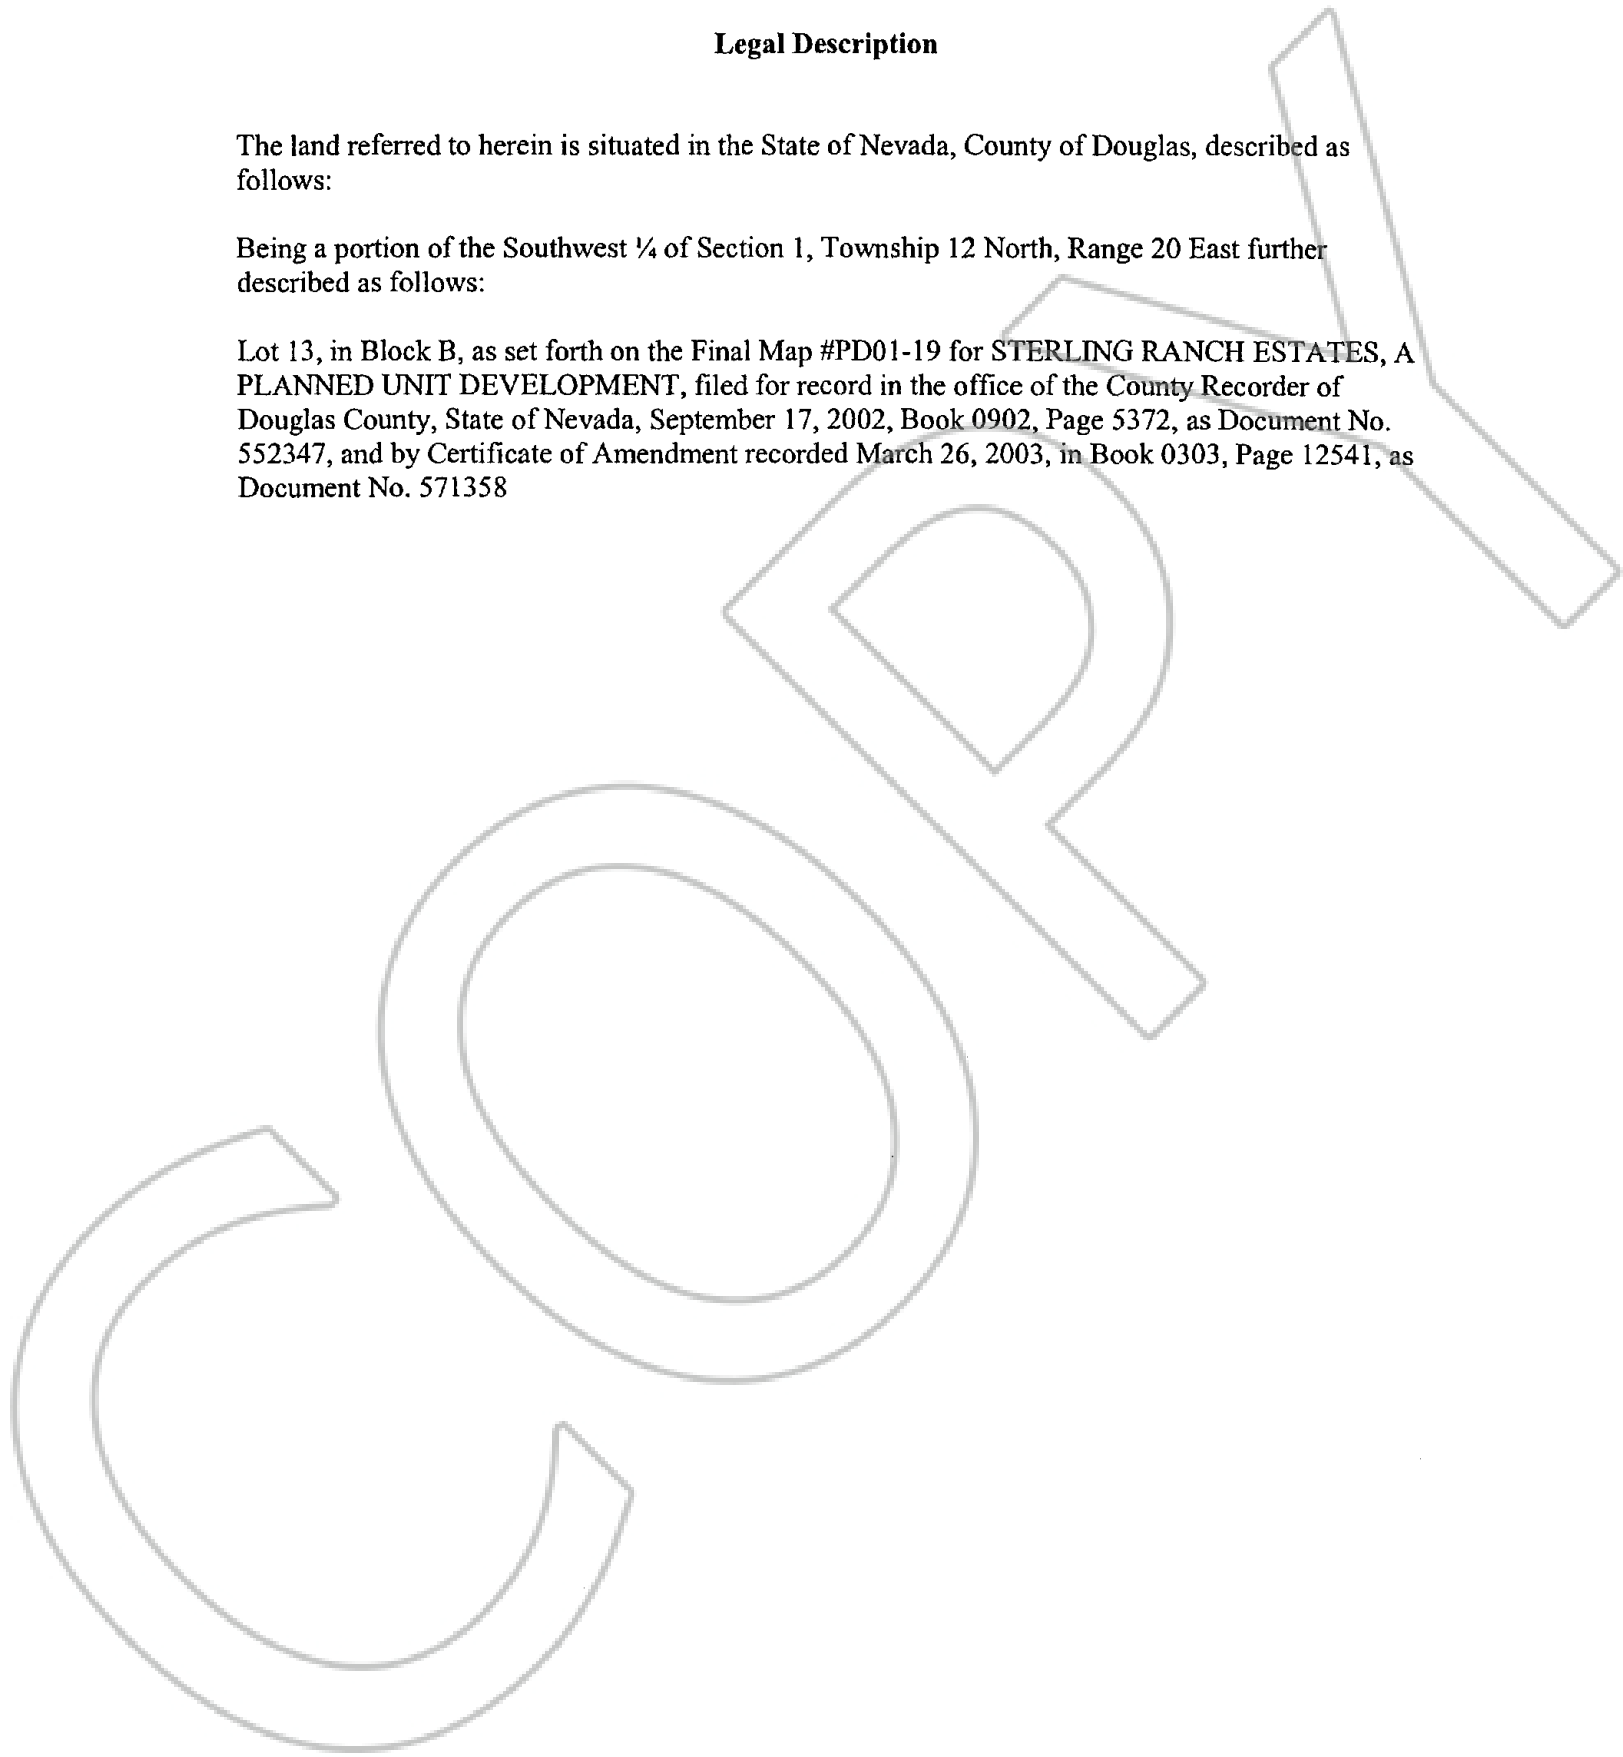 Legal Description
The land referred to herein is situated in the State of Nevada, County of Douglas, described as
follows:
Being a portion of the Southwest ¼ of Section 1, Township 12 North, Range 20 East further
described as follows:
Lot 13, in Block B, as set forth on the Final Map #PD01-19 for STERLING RANCH ESTATES, A
PLANNED UNIT DEVELOPMENT, filed for record in the office of the County Recorder of
Douglas County, State of Nevada, September 17, 2002, Book 0902, Page 5372, as Document No.
552347, and by Certificate of Amendment recorded March 26, 2003, in Book 0303, Page 12541, as
Document No. 571358
COPY